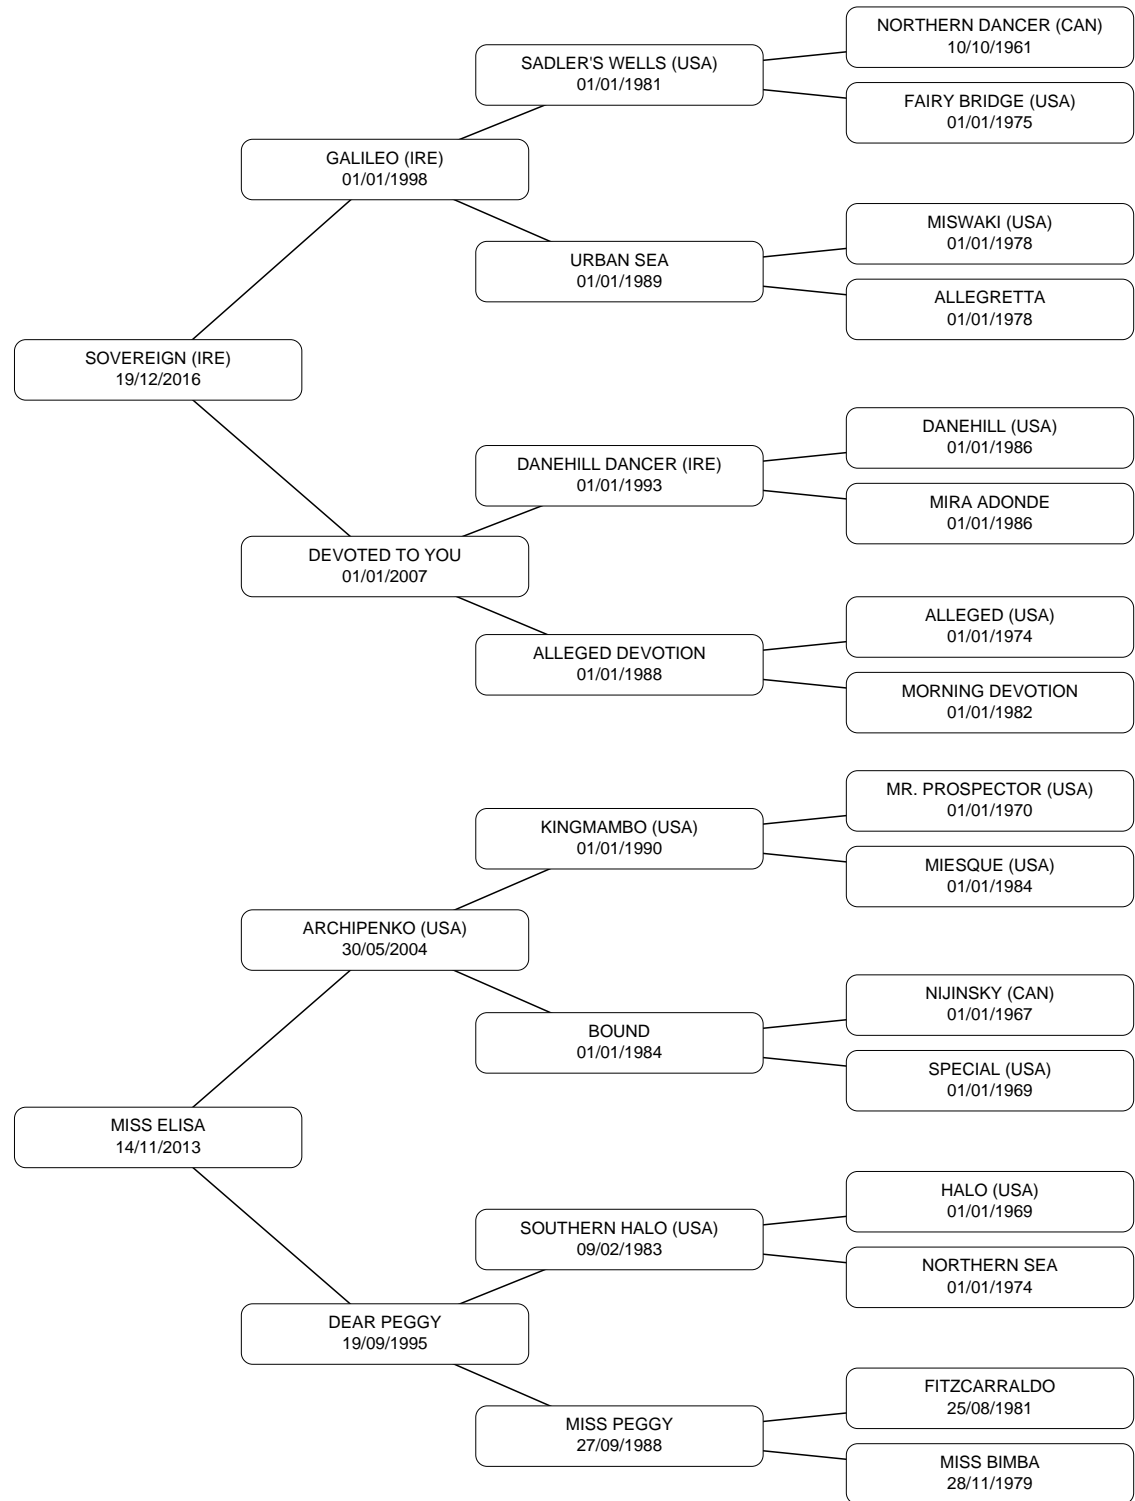 NORTHERN DANCER (CAN)
10/10/1961
SADLER'S WELLS (USA)
01/01/1981
FAIRY BRIDGE (USA)
01/01/1975
GALILEO (IRE)
01/01/1998
MISWAKI (USA)
01/01/1978
URBAN SEA
01/01/1989
ALLEGRETTA
01/01/1978
SOVEREIGN (IRE)
19/12/2016
DANEHILL (USA)
01/01/1986
DANEHILL DANCER (IRE)
01/01/1993
MIRA ADONDE
01/01/1986
DEVOTED TO YOU
01/01/2007
ALLEGED (USA)
01/01/1974
ALLEGED DEVOTION
01/01/1988
MORNING DEVOTION
01/01/1982
MR. PROSPECTOR (USA)
01/01/1970
KINGMAMBO (USA)
01/01/1990
MIESQUE (USA)
01/01/1984
ARCHIPENKO (USA)
30/05/2004
NIJINSKY (CAN)
01/01/1967
BOUND
01/01/1984
SPECIAL (USA)
01/01/1969
MISS ELISA
14/11/2013
HALO (USA)
01/01/1969
SOUTHERN HALO (USA)
09/02/1983
NORTHERN SEA
01/01/1974
DEAR PEGGY
19/09/1995
FITZCARRALDO
25/08/1981
MISS PEGGY
27/09/1988
MISS BIMBA
28/11/1979